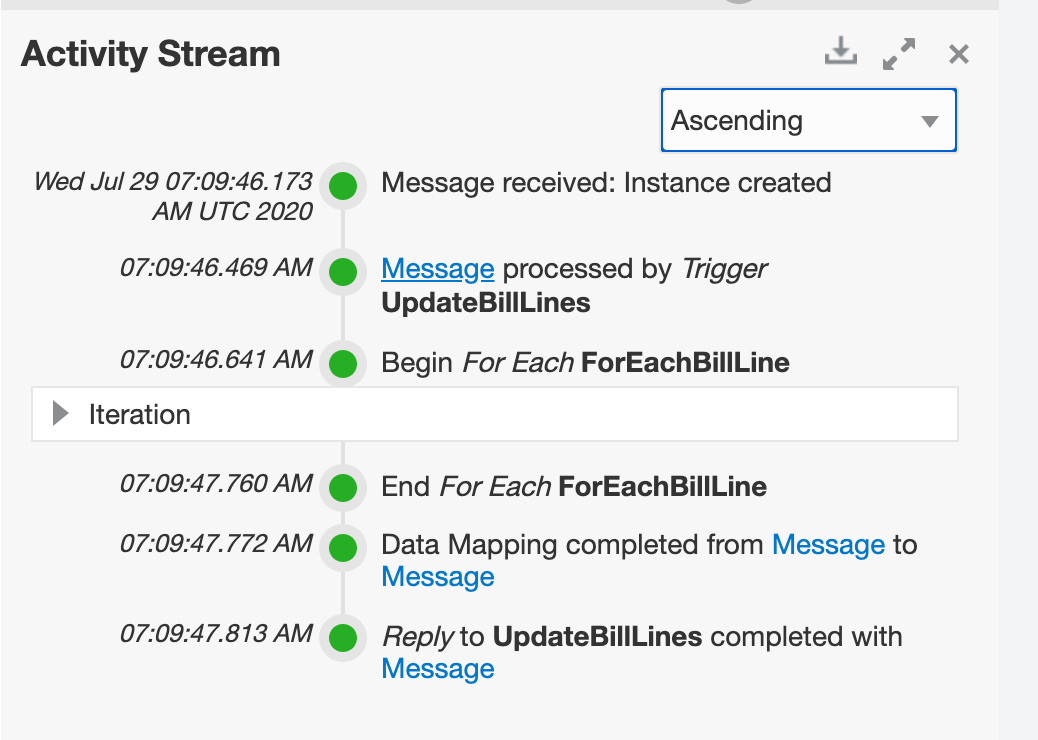 Activity Stream
Ascending
Wed Jul 29 07:09:46.173
AM UTC 2020
Message received: Instance created
07:09:46.469 AM
Message processed by Trigger
UpdateBillLines
07:09:46.641 AM
Begin For Each ForEachBillLine
Iteration
07:09:47.760 AM
End For Each ForEachBillLine
07:09:47.772 AM
Data Mapping completed from Message to
Message
07:09:47.813 AM
Reply to UpdateBillLines completed with
Message